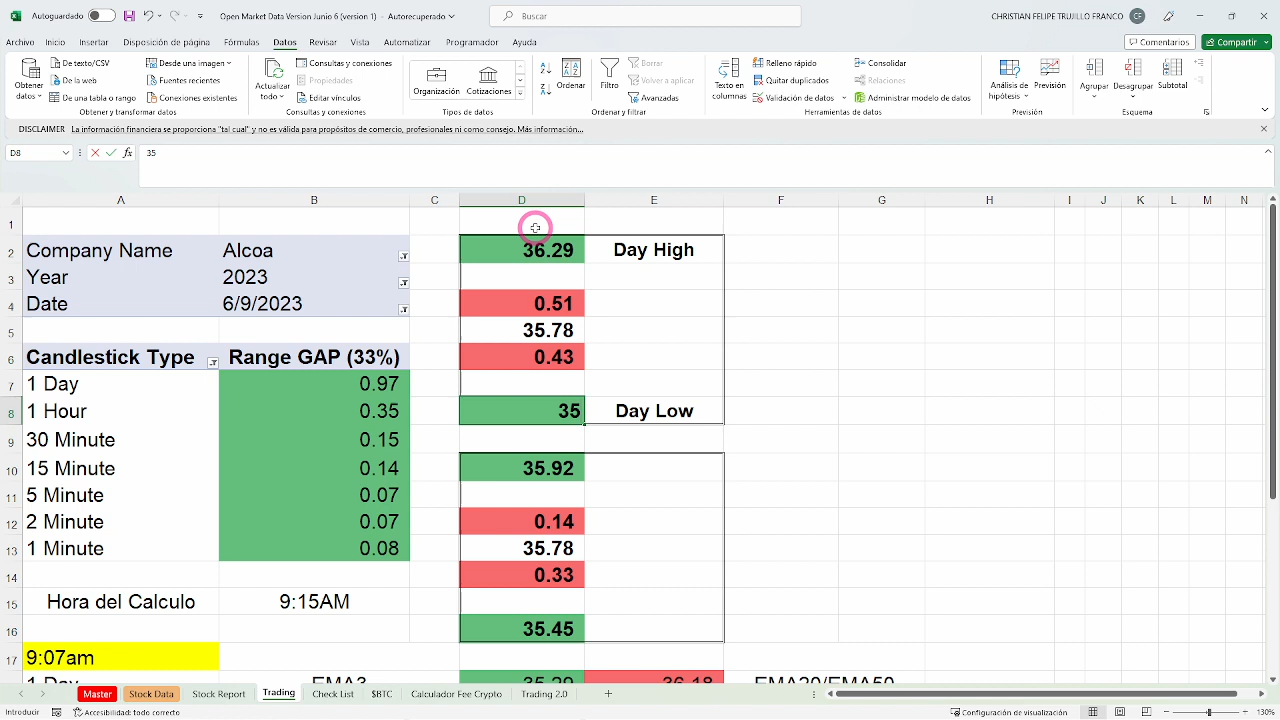 Autoguardado
Open Market Data Version Junio 6 (version 1) - Autorecuperado
Buscar
CHRISTIAN FELIPE TRUJILLO FRANCO
CF
Archivo Inicio Insertar Disposición de página Fórmulas Datos Revisar Vista Automatizar Programador Ayuda
Comentarios
Compartir
Obtener datos
De texto/CSV
De la web
De una tabla o rango
Desde una imagen
Fuentes recientes
Conexiones existentes
Obtener y transformar datos
Actualizar todo
Consultas y conexiones
Propiedades
Editar vínculos
Consultas y conexiones
Organización
Cotizaciones
Tipos de datos
Ordenar
Filtro
Borrar
Volver a aplicar
Avanzadas
Ordenar y filtrar
Texto en columnas
Relleno rápido
Quitar duplicados
Validación de datos
Consolidar
Relaciones
Administrar modelo de datos
Herramientas de datos
Análisis de hipótesis
Previsión
Previsión
Agrupar
Desagrupar
Subtotal
Esquema
DISCLAIMER La información financiera se proporciona "tal cual" y no es válida para propósitos de comercio, profesionales ni como consejo. Más información...
D8
fx
35
A B C D E F G H I J K L M N
1
2 Company Name Alcoa 36.29 Day High
3 Year 2023
4 Date 6/9/2023 0.51
5 35.78
6 Candlestick Type Range GAP (33%) 0.43
7 1 Day 0.97
8 1 Hour 0.35 35 Day Low
9 30 Minute 0.15
10 15 Minute 0.14 35.92
11 5 Minute 0.07
12 2 Minute 0.07 0.14
13 1 Minute 0.08 35.78
14 0.33
15 Hora del Calculo 9:15AM
16 35.45
17 9:07am
1 Day EMA3 35.29 36.18 EMA20/EMA50
Master Stock Data Stock Report Trading Check List $BTC Calculador Fee Crypto Trading 2.0
Introducir
Accesibilidad: todo correcto
Configuración de visualización
130%